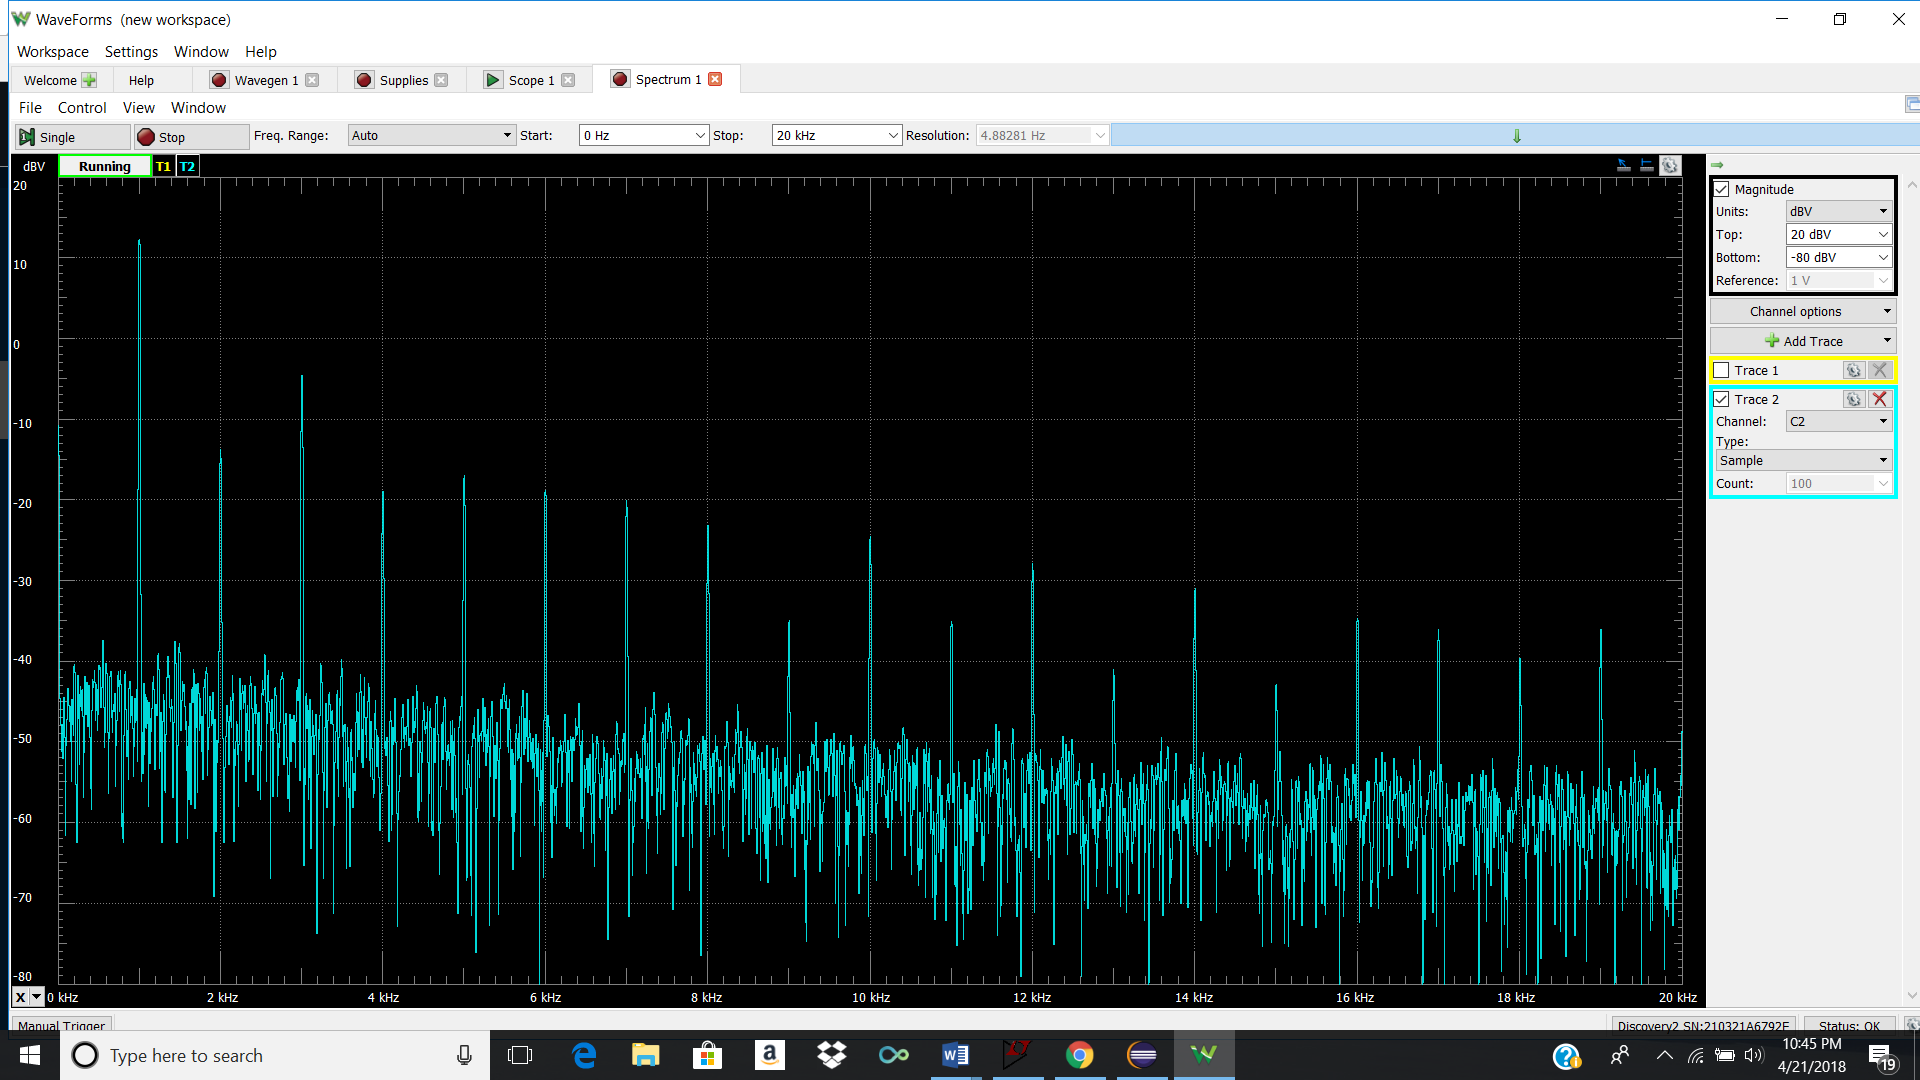 WaveForms (new workspace)
Workspace Settings Window Help
Welcome Help Wavegen 1 Supplies Scope 1 Spectrum 1
File Control View Window
Single Stop Freq. Range: Auto Start: 0 Hz Stop: 20 kHz Resolution: 4.88281 Hz
dBV Running T1 T2
20
10
0
-10
-20
-30
-40
-50
-60
-70
-80
X 0 kHz 2 kHz 4 kHz 6 kHz 8 kHz 10 kHz 12 kHz 14 kHz 16 kHz 18 kHz 20 kHz
Magnitude
Units: dBV
Top: 20 dBV
Bottom: -80 dBV
Reference: 1 V
Channel options
Add Trace
Trace 1
Trace 2
Channel: C2
Type:
Sample
Count: 100
Manual Trigger Discovery2 SN:210321A6792E Status: OK
Type here to search
10:45 PM
4/21/2018
19